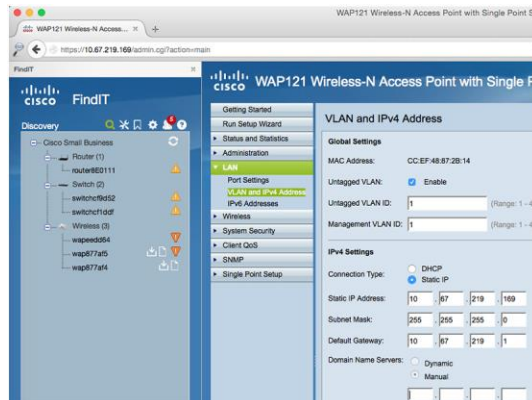 WAP121 Wireless-N Access Point with Single Point S
WAP121 Wireless-N Access...
https://10.67.219.169/admin.cgi?action=main
FindIT
CISCO FindIT
Discovery
Cisco Small Business
Router (1)
router8E0111
Switch (2)
switchcf9d52
switchcf1ddf
Wireless (3)
wapeedd64
wap877af5
wap877af4
CISCO WAP121 Wireless-N Access Point with Single P
Getting Started
Run Setup Wizard
Status and Statistics
Administration
LAN
Port Settings
VLAN and IPv4 Address
IPv6 Addresses
Wireless
System Security
Client QoS
SNMP
Single Point Setup
VLAN and IPv4 Address
Global Settings
MAC Address: CC:EF:48:87:2B:14
Untagged VLAN: Enable
Untagged VLAN ID: 1 (Range: 1 - 4
Management VLAN ID: 1 (Range: 1 - 4
IPv4 Settings
Connection Type: DHCP
Static IP
Static IP Address: 10 . 67 . 219 . 169
Subnet Mask: 255 . 255 . 255 . 0
Default Gateway: 10 . 67 . 219 . 1
Domain Name Servers: Dynamic
Manual